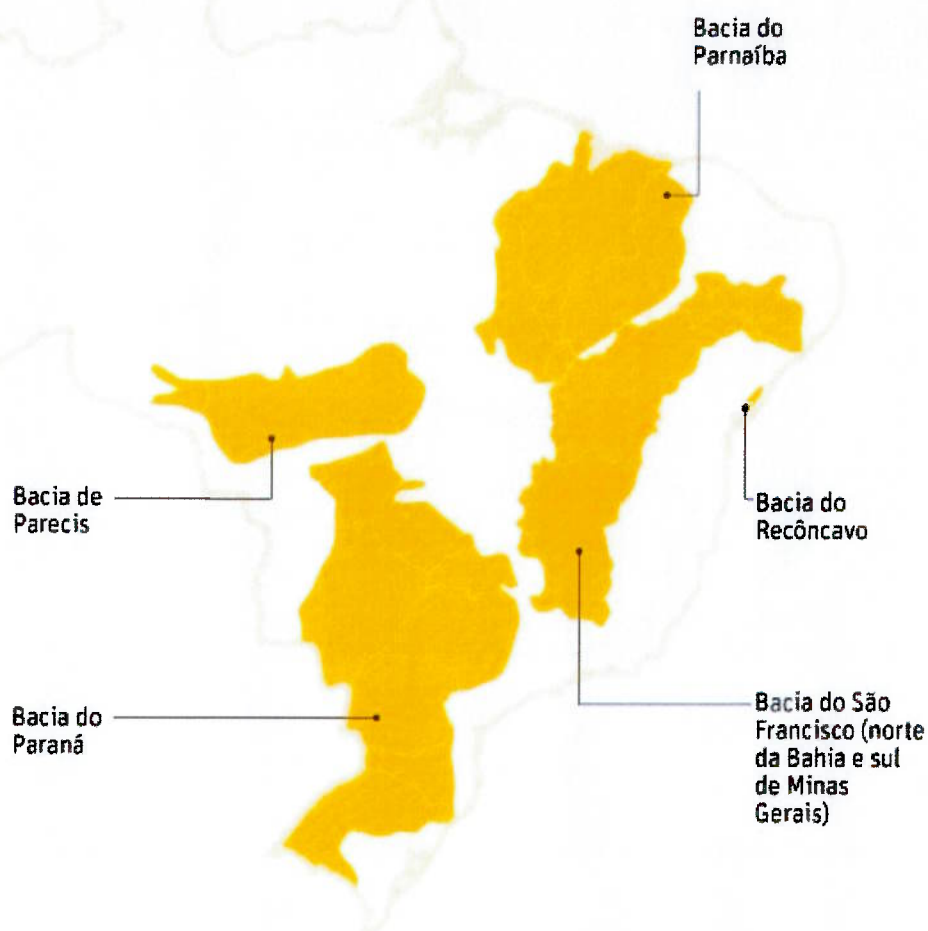 Bacia do
Parnaíba
Bacia de
Parecis
Bacia do
Recôncavo
Bacia do
Paraná
Bacia do São
Francisco (norte
da Bahia e sul
de Minas
Gerais)